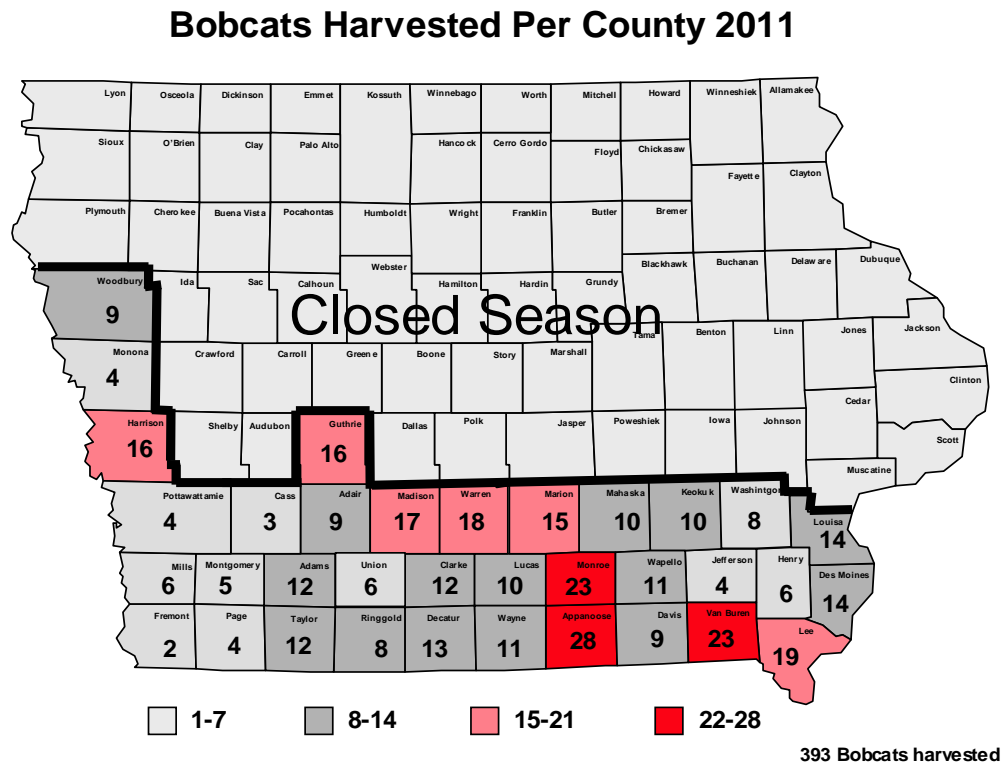 Bobcats Harvested Per County 2011
Lyon Osceola Dickinson Emmet Kossuth Winnebago Worth Mitchell Howard Winneshiek Allamakee
Sioux O'Brien Clay Palo Alto Hancock Cerro Gordo Floyd Chickasaw
Fayette Clayton
Plymouth Cherokee Buena Vista Pocahontas Humboldt Wright Franklin Butler Bremer
Woodbury Ida Sac Calhoun Webster Hamilton Hardin Grundy Blackhawk Buchanan Delaware Dubuque
9
Closed Season
Tama Benton Linn Jones Jackson
Monona Crawford Carroll Greene Boone Story Marshall
4
Clinton
Cedar
Harrison Shelby Audubon Guthrie Dallas Polk Jasper Poweshiek Iowa Johnson
16 16
Scott
Muscatine
Pottawattamie Cass Adair Madison Warren Marion Mahaska Keokuk Washington
4 3 9 17 18 15 10 10 8
Louisa
14
Mills Montgomery Adams Union Clarke Lucas Monroe Wapello Jefferson Henry Des Moines
6 5 12 6 12 10 23 11 4 6 14
Fremont Page Taylor Ringgold Decatur Wayne Appanoose Davis Van Buren Lee
2 4 12 8 13 11 28 9 23 19
1-7 8-14 15-21 22-28
393 Bobcats harvested